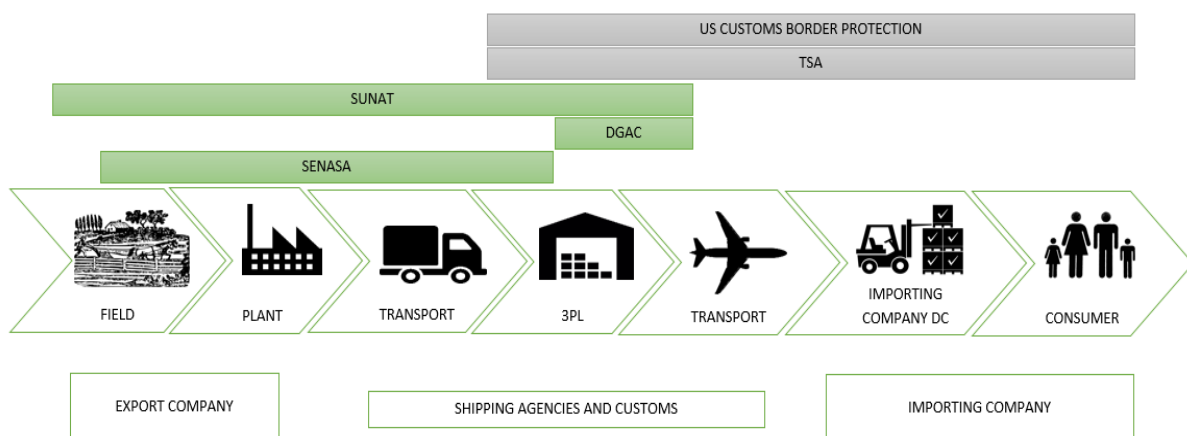 US CUSTOMS BORDER PROTECTION
TSA
SUNAT
DGAC
SENASA
FIELD
PLANT
TRANSPORT
3PL
TRANSPORT
IMPORTING
COMPANY DC
CONSUMER
EXPORT COMPANY
SHIPPING AGENCIES AND CUSTOMS
IMPORTING COMPANY